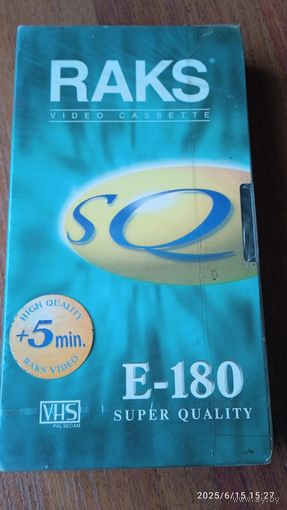 RAKS®
VIDEO CASSETTE
SQ
HIGH QUALITY
+5 min.
RAKS VIDEO
E-180
SUPER QUALITY
VHS
PAL SECAM
2025/6/15 15:27